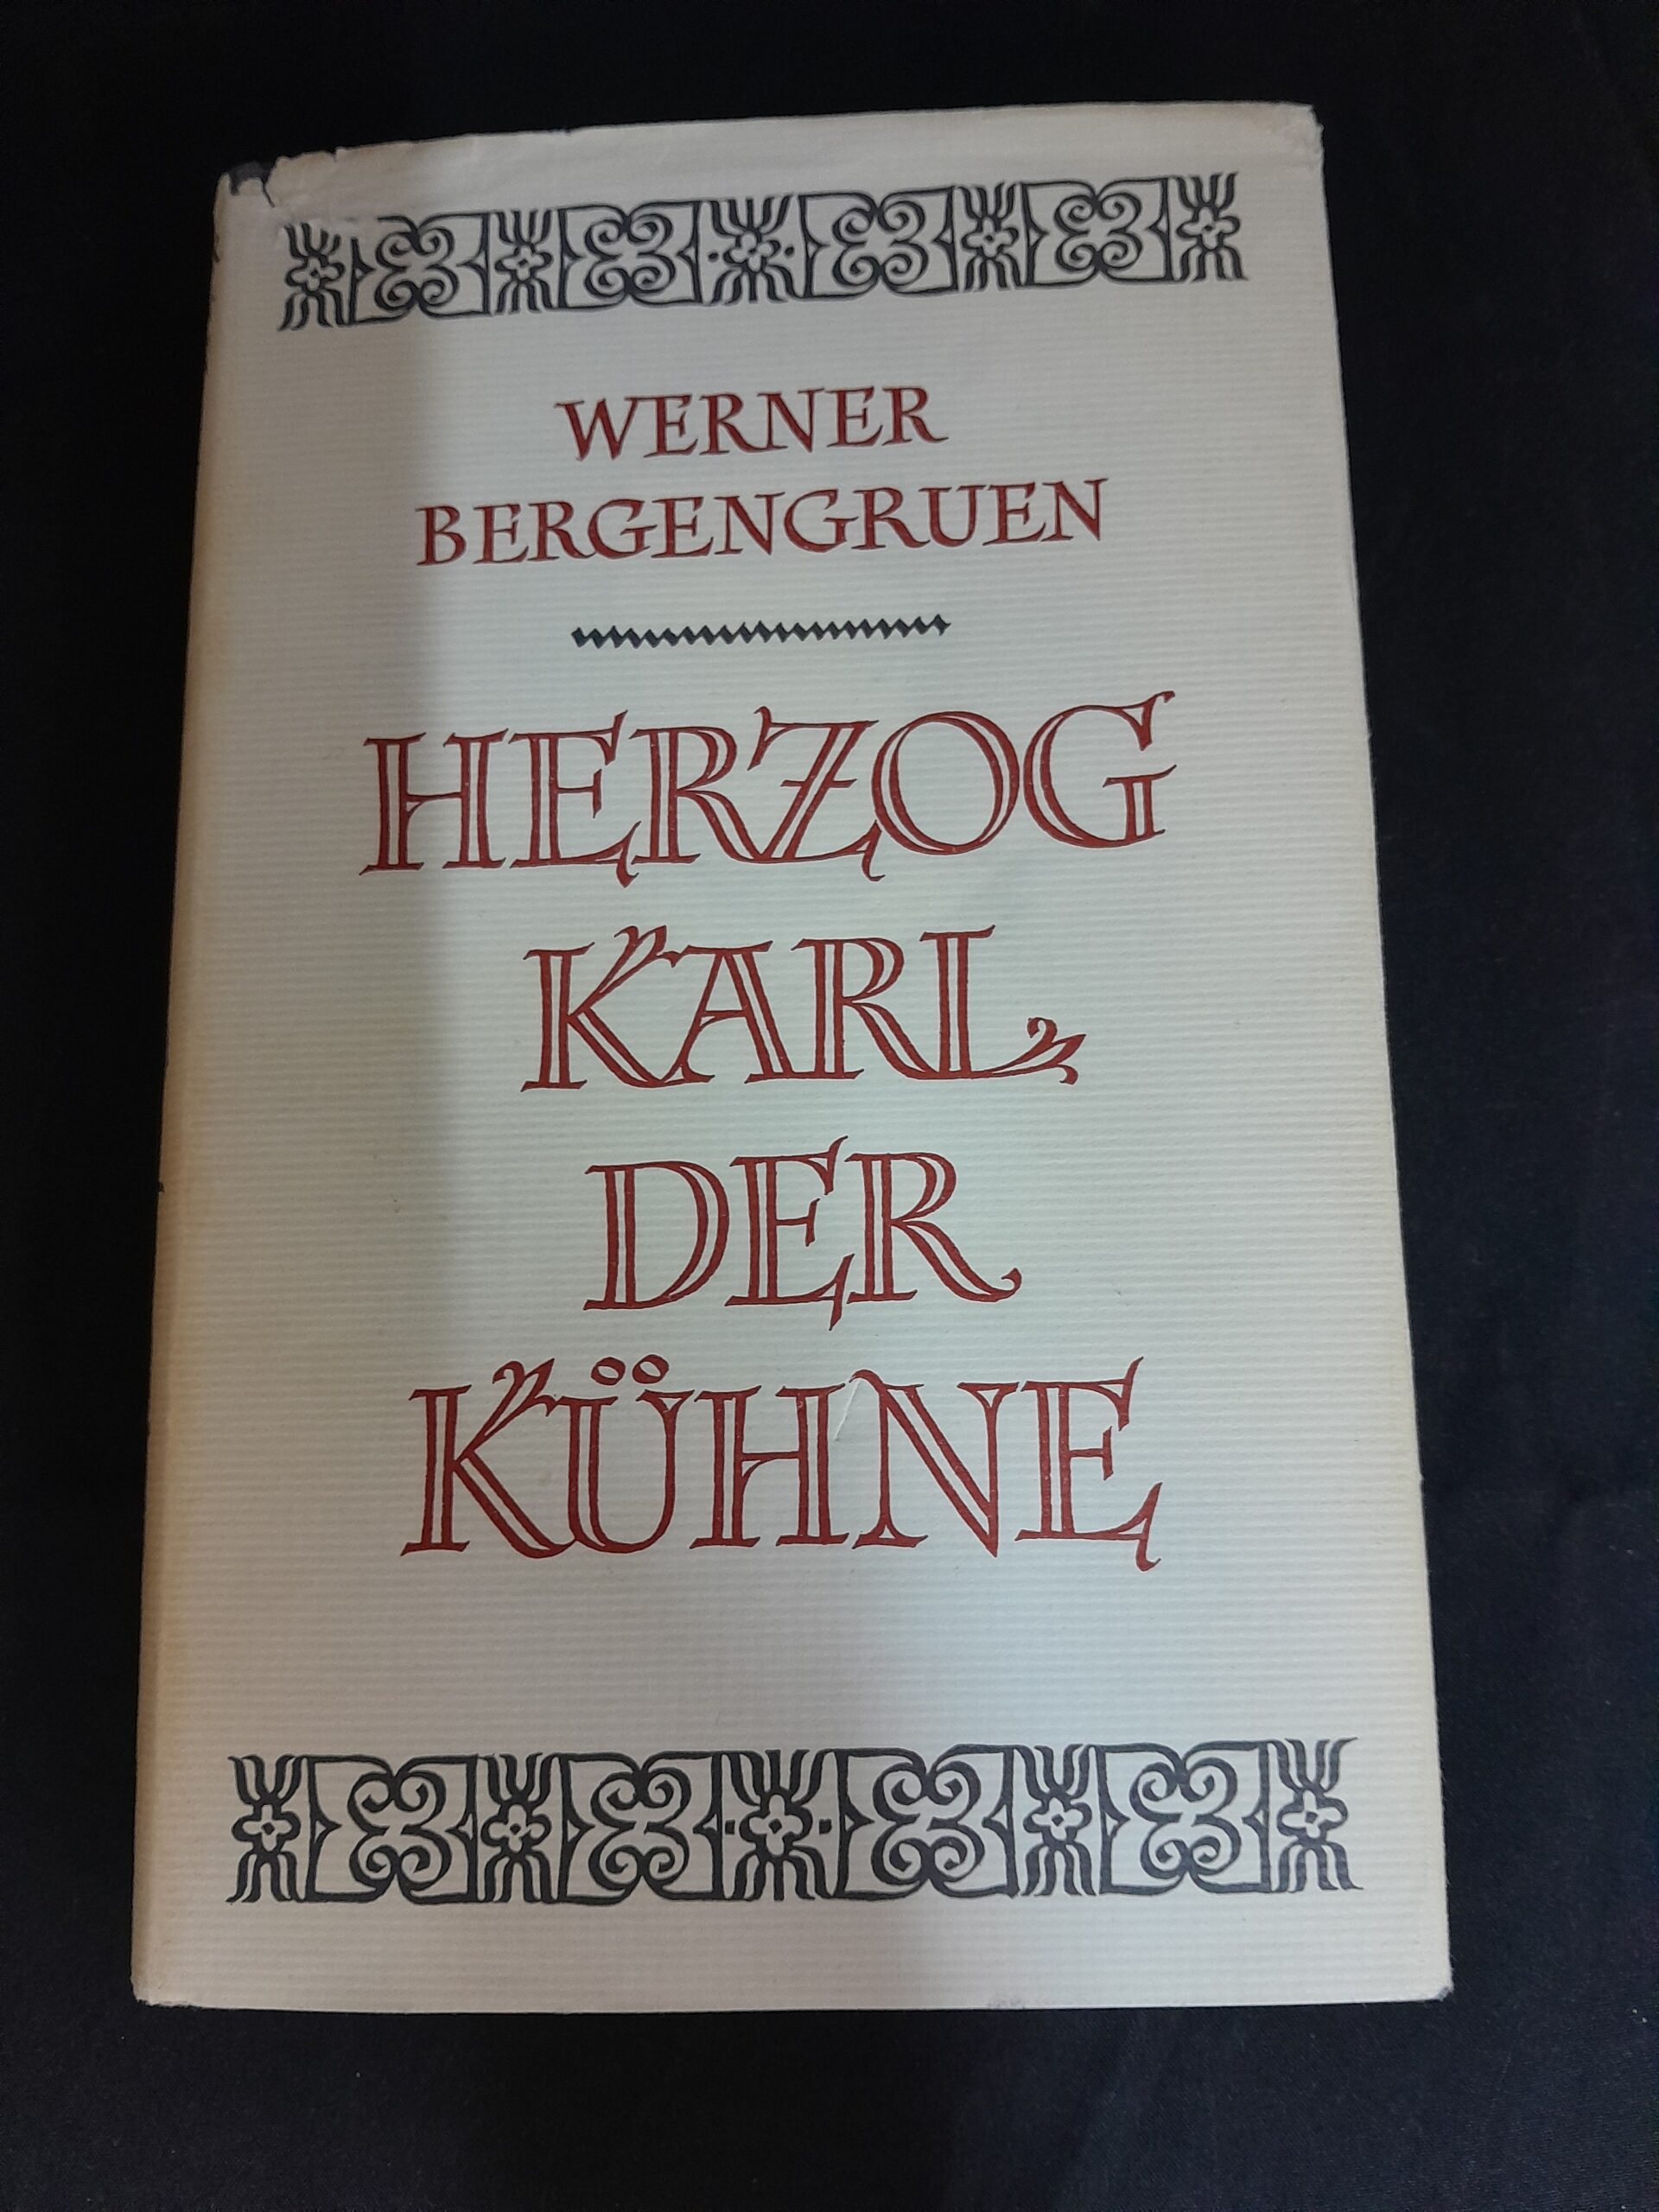 WERNER
BERGENGRUEN
HERZOG
KARL
DER
KÜHNE